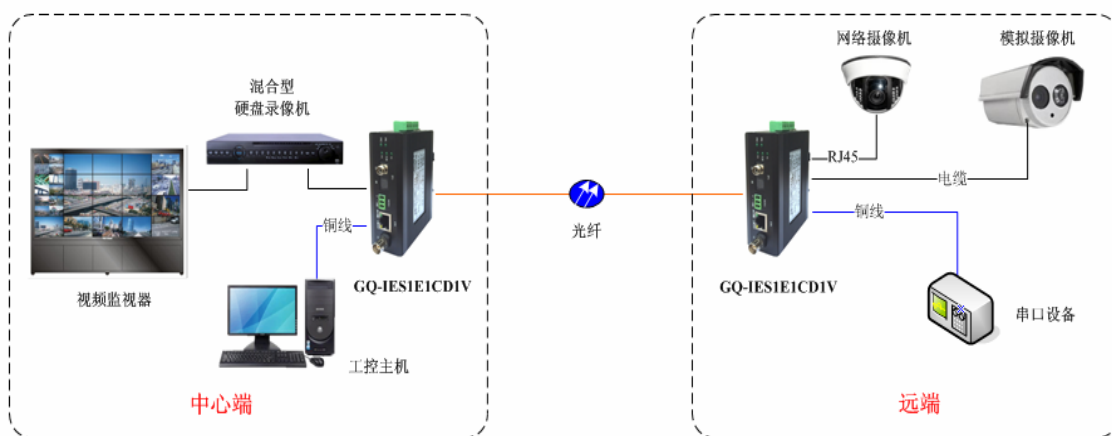 混合型
硬盘录像机
视频监视器
铜线
GQ-IES1E1CD1V
工控主机
中心端
光纤
网络摄像机
模拟摄像机
RJ45
电缆
铜线
GQ-IES1E1CD1V
串口设备
远端